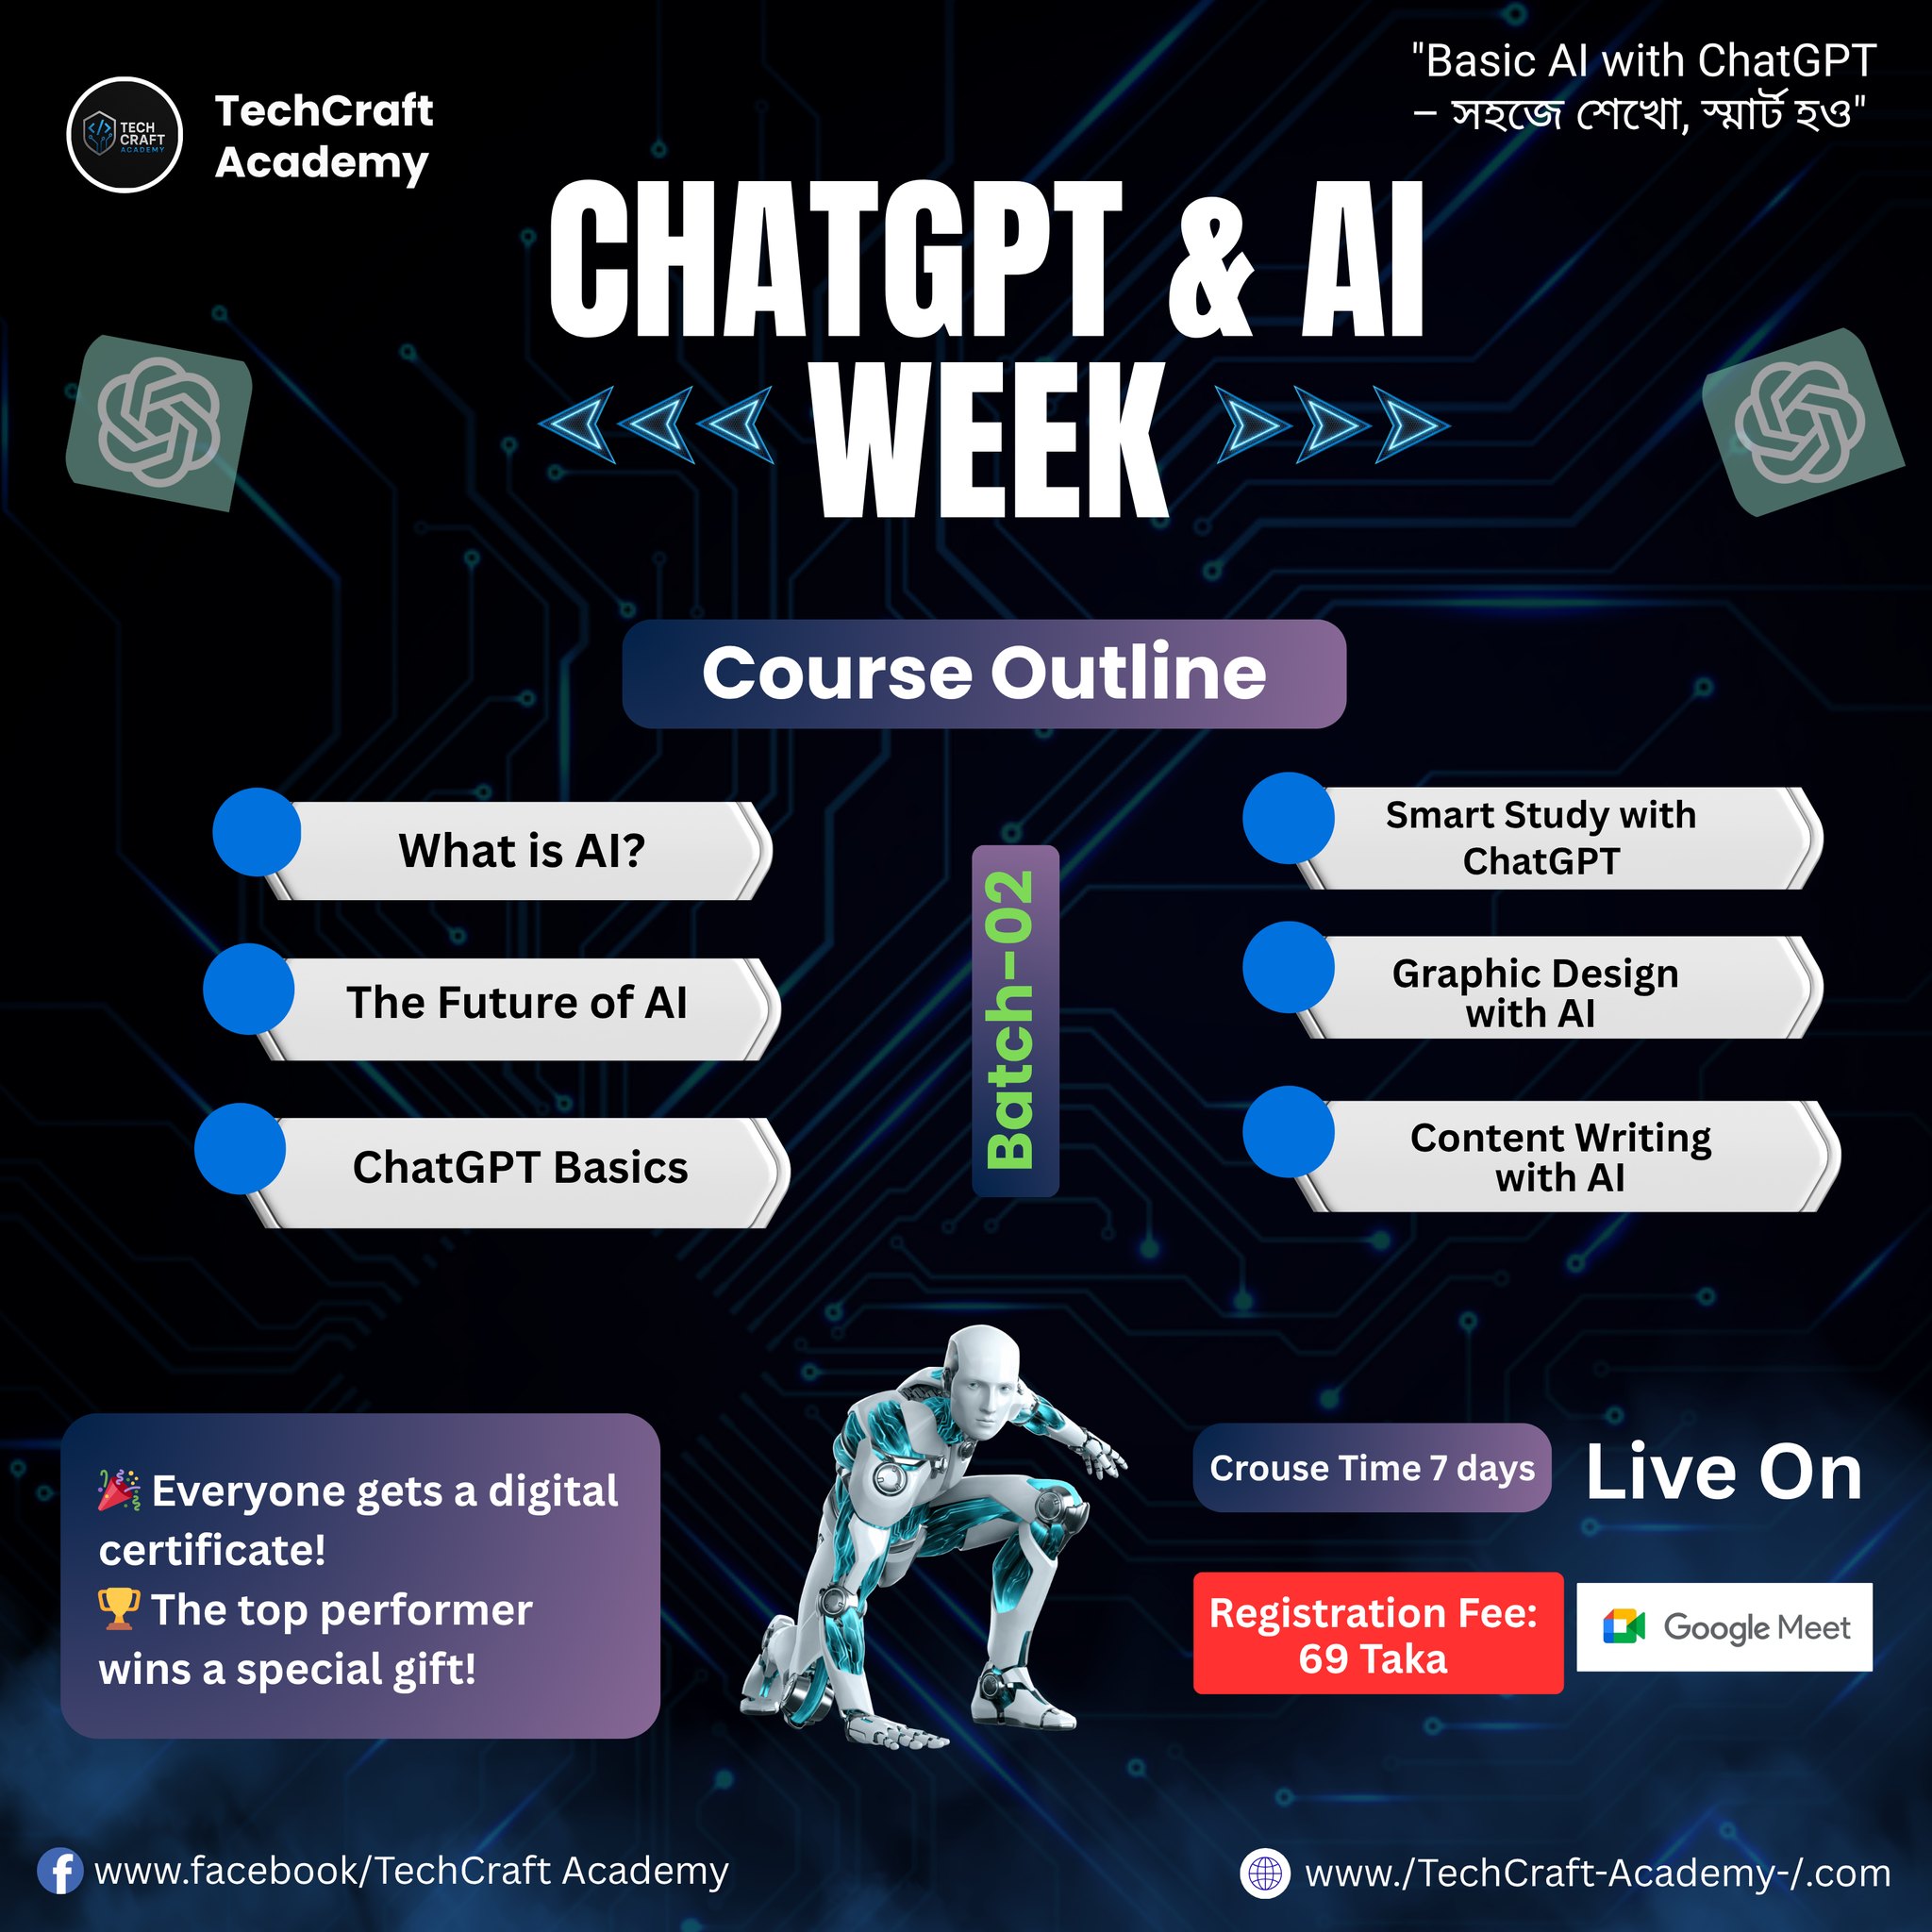 TECH
CRAFT
ACADEMY
TechCraft
Academy
"Basic AI with ChatGPT
– সহজে শেখো, স্মার্ট হও"
CHATGPT & AI
WEEK
Course Outline
What is AI?
The Future of AI
ChatGPT Basics
Batch-02
Smart Study with
ChatGPT
Graphic Design
with AI
Content Writing
with AI
🎉 Everyone gets a digital
certificate!
🏆 The top performer
wins a special gift!
Crouse Time 7 days
Live On
Registration Fee:
69 Taka
Google Meet
www.facebook/TechCraft Academy
www./TechCraft-Academy-/.com